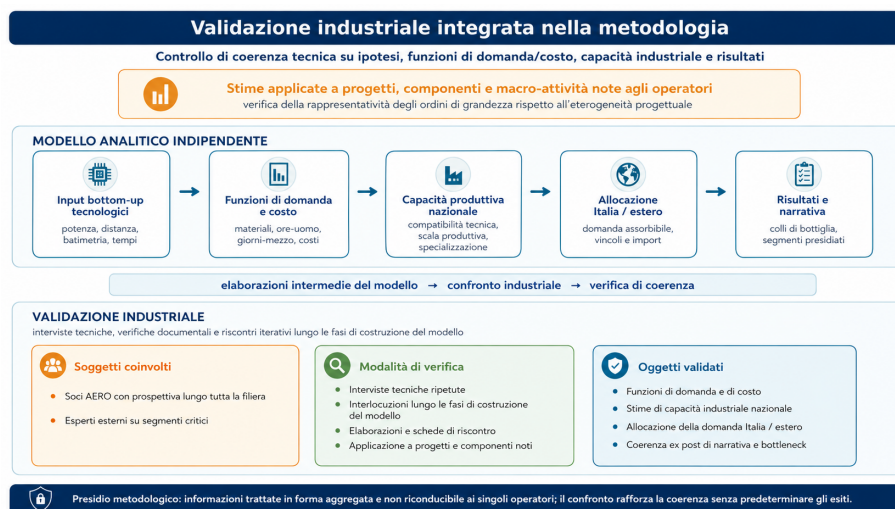 Validazione industriale integrata nella metodologia
Controllo di coerenza tecnica su ipotesi, funzioni di domanda/costo, capacità industriale e risultati
Stime applicate a progetti, componenti e macro-attività note agli operatori
verifica della rappresentatività degli ordini di grandezza rispetto all'eterogeneità progettuale
MODELLO ANALITICO INDIPENDENTE
Input bottom-up
tecnologici
potenza, distanza,
batimetria, tempi
Funzioni di domanda
e costo
materiali, ore-uomo,
giorni-mezzo, costi
Capacità produttiva
nazionale
compatibilità tecnica,
scala produttiva,
specializzazione
Allocazione
Italia / estero
domanda assorbibile,
vincoli e import
Risultati e
narrativa
colli di bottiglia,
segmenti presidiati
elaborazioni intermedie del modello → confronto industriale → verifica di coerenza
VALIDAZIONE INDUSTRIALE
interviste tecniche, verifiche documentali e riscontri iterativi lungo le fasi di costruzione del modello
Soggetti coinvolti
• Soci AERO con prospettiva lungo tutta la filiera
• Esperti esterni su segmenti critici
Modalità di verifica
• Interviste tecniche ripetute
• Interlocuzioni lungo le fasi di costruzione
del modello
• Elaborazioni e schede di riscontro
• Applicazione a progetti e componenti noti
Oggetti validati
• Funzioni di domanda e di costo
• Stime di capacità industriale nazionale
• Allocazione della domanda Italia / estero
• Coerenza ex post di narrativa e bottleneck
Presidio metodologico: informazioni trattate in forma aggregata e non riconducibile ai singoli operatori; il confronto rafforza la coerenza senza predeterminare gli esiti.